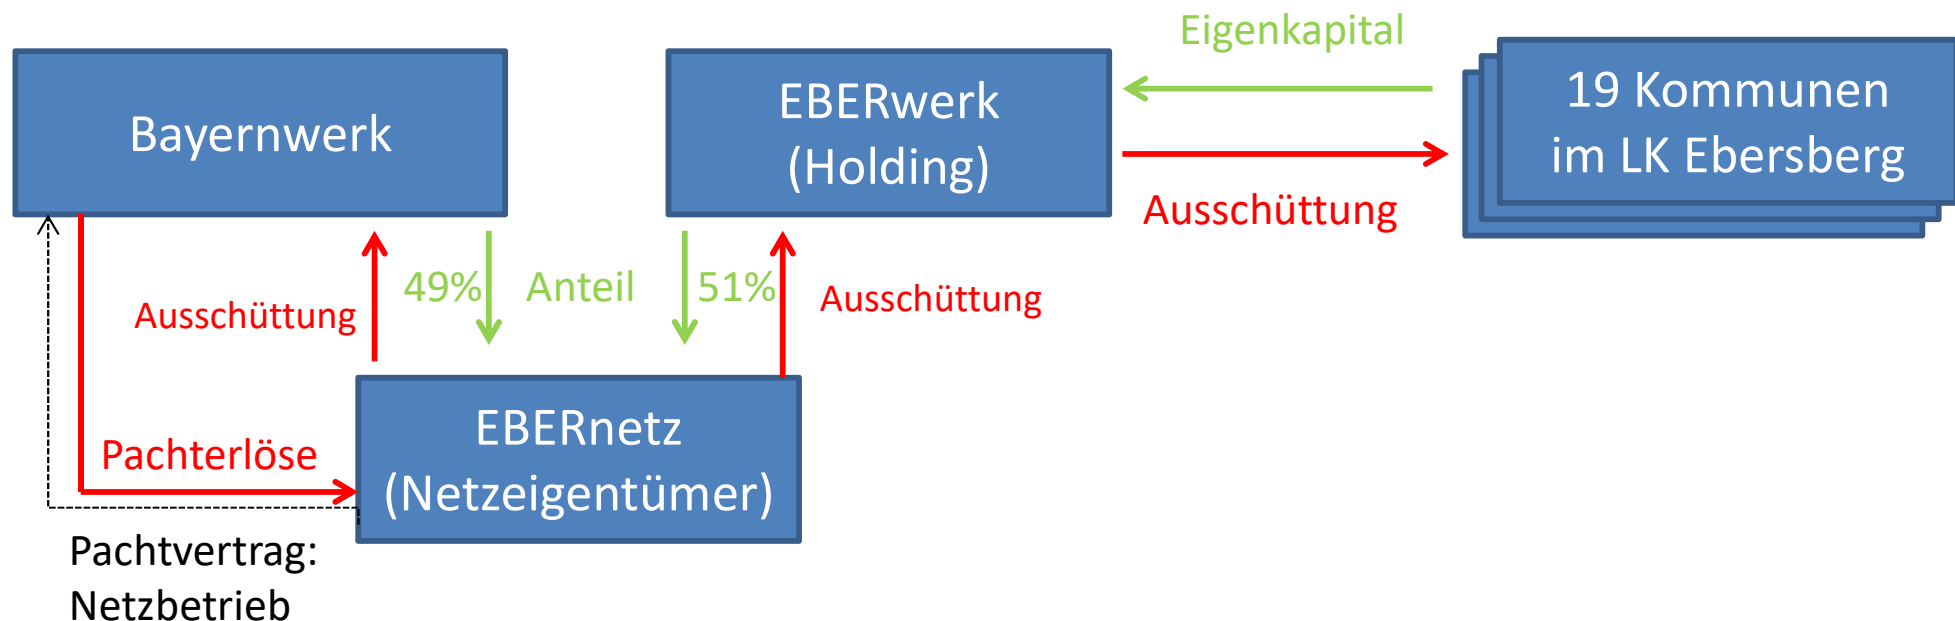 Eigenkapital
Bayernwerk
EBERwerk
(Holding)
19 Kommunen
im LK Ebersberg
Ausschüttung
Ausschüttung
49%
Anteil
51%
Ausschüttung
EBERnetz
(Netzeigentümer)
Pachterlöse
Pachtvertrag:
Netzbetrieb